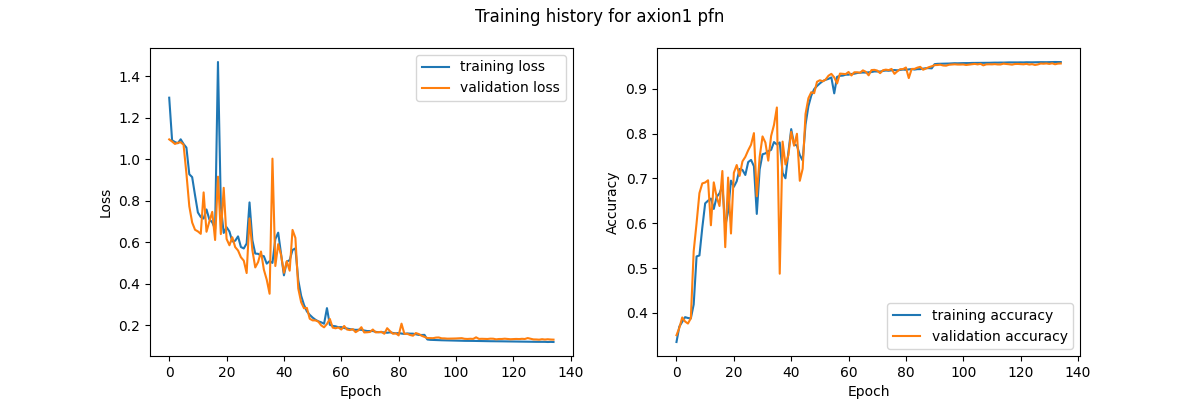 Training history for axion1 pfn
training loss
validation loss
Loss
1.4
1.2
1.0
0.8
0.6
0.4
0.2
0 20 40 60 80 100 120 140
Epoch
Accuracy
0.9
0.8
0.7
0.6
0.5
0.4
training accuracy
validation accuracy
0 20 40 60 80 100 120 140
Epoch